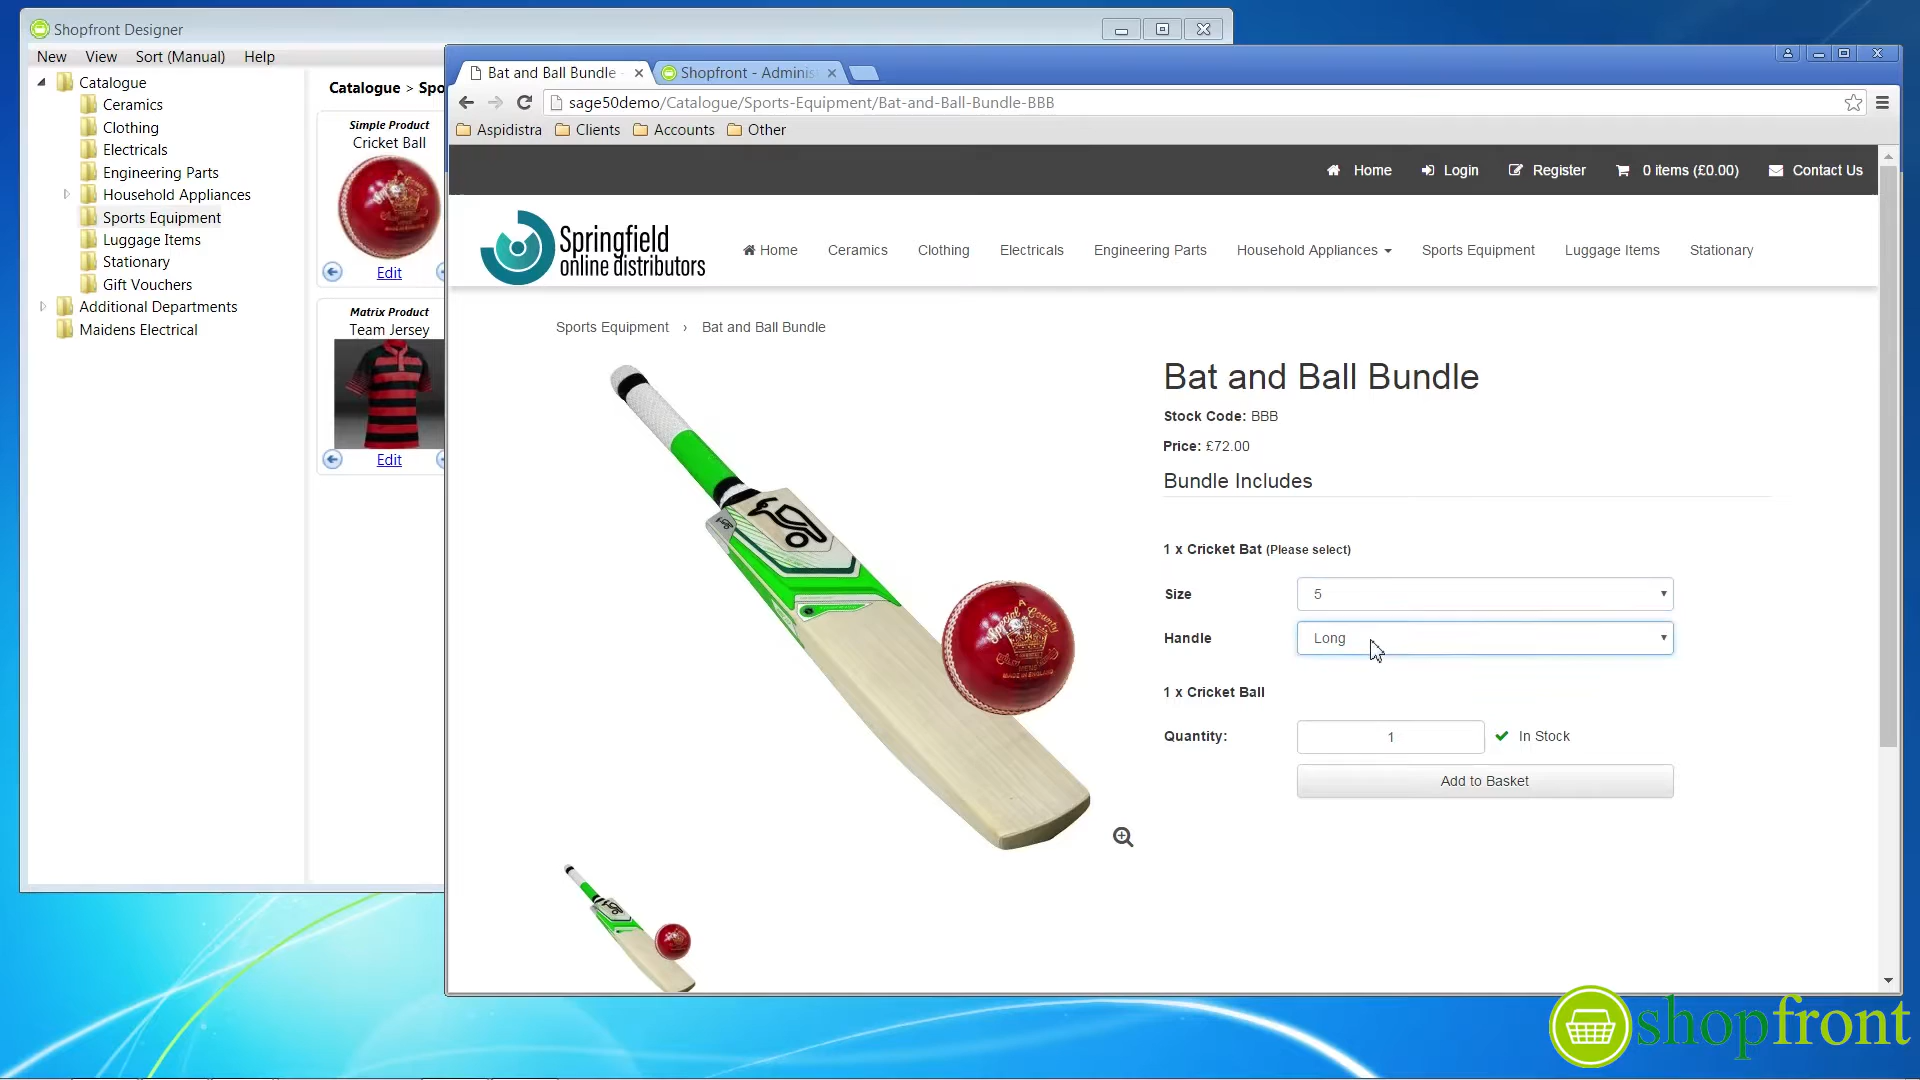 Shopfront Designer
New View Sort (Manual) Help
Catalogue
Ceramics
Clothing
Electricals
Engineering Parts
Household Appliances
Sports Equipment
Luggage Items
Stationary
Gift Vouchers
Additional Departments
Maidens Electrical
Catalogue > Spo
Simple Product
Cricket Ball
Edit
Matrix Product
Team Jersey
Edit
Bat and Ball Bundle -
Shopfront - Adminis
sage50demo/Catalogue/Sports-Equipment/Bat-and-Ball-Bundle-BBB
Aspidistra Clients Accounts Other
Home Login Register 0 items (£0.00) Contact Us
Springfield
online distributors
Home Ceramics Clothing Electricals Engineering Parts Household Appliances Sports Equipment Luggage Items Stationary
Sports Equipment › Bat and Ball Bundle
Bat and Ball Bundle
Stock Code: BBB
Price: £72.00
Bundle Includes
1 x Cricket Bat (Please select)
Size 5
Handle Long
1 x Cricket Ball
Quantity: 1 In Stock
Add to Basket
A
Special County
MADE IN ENGLAND
shopfront